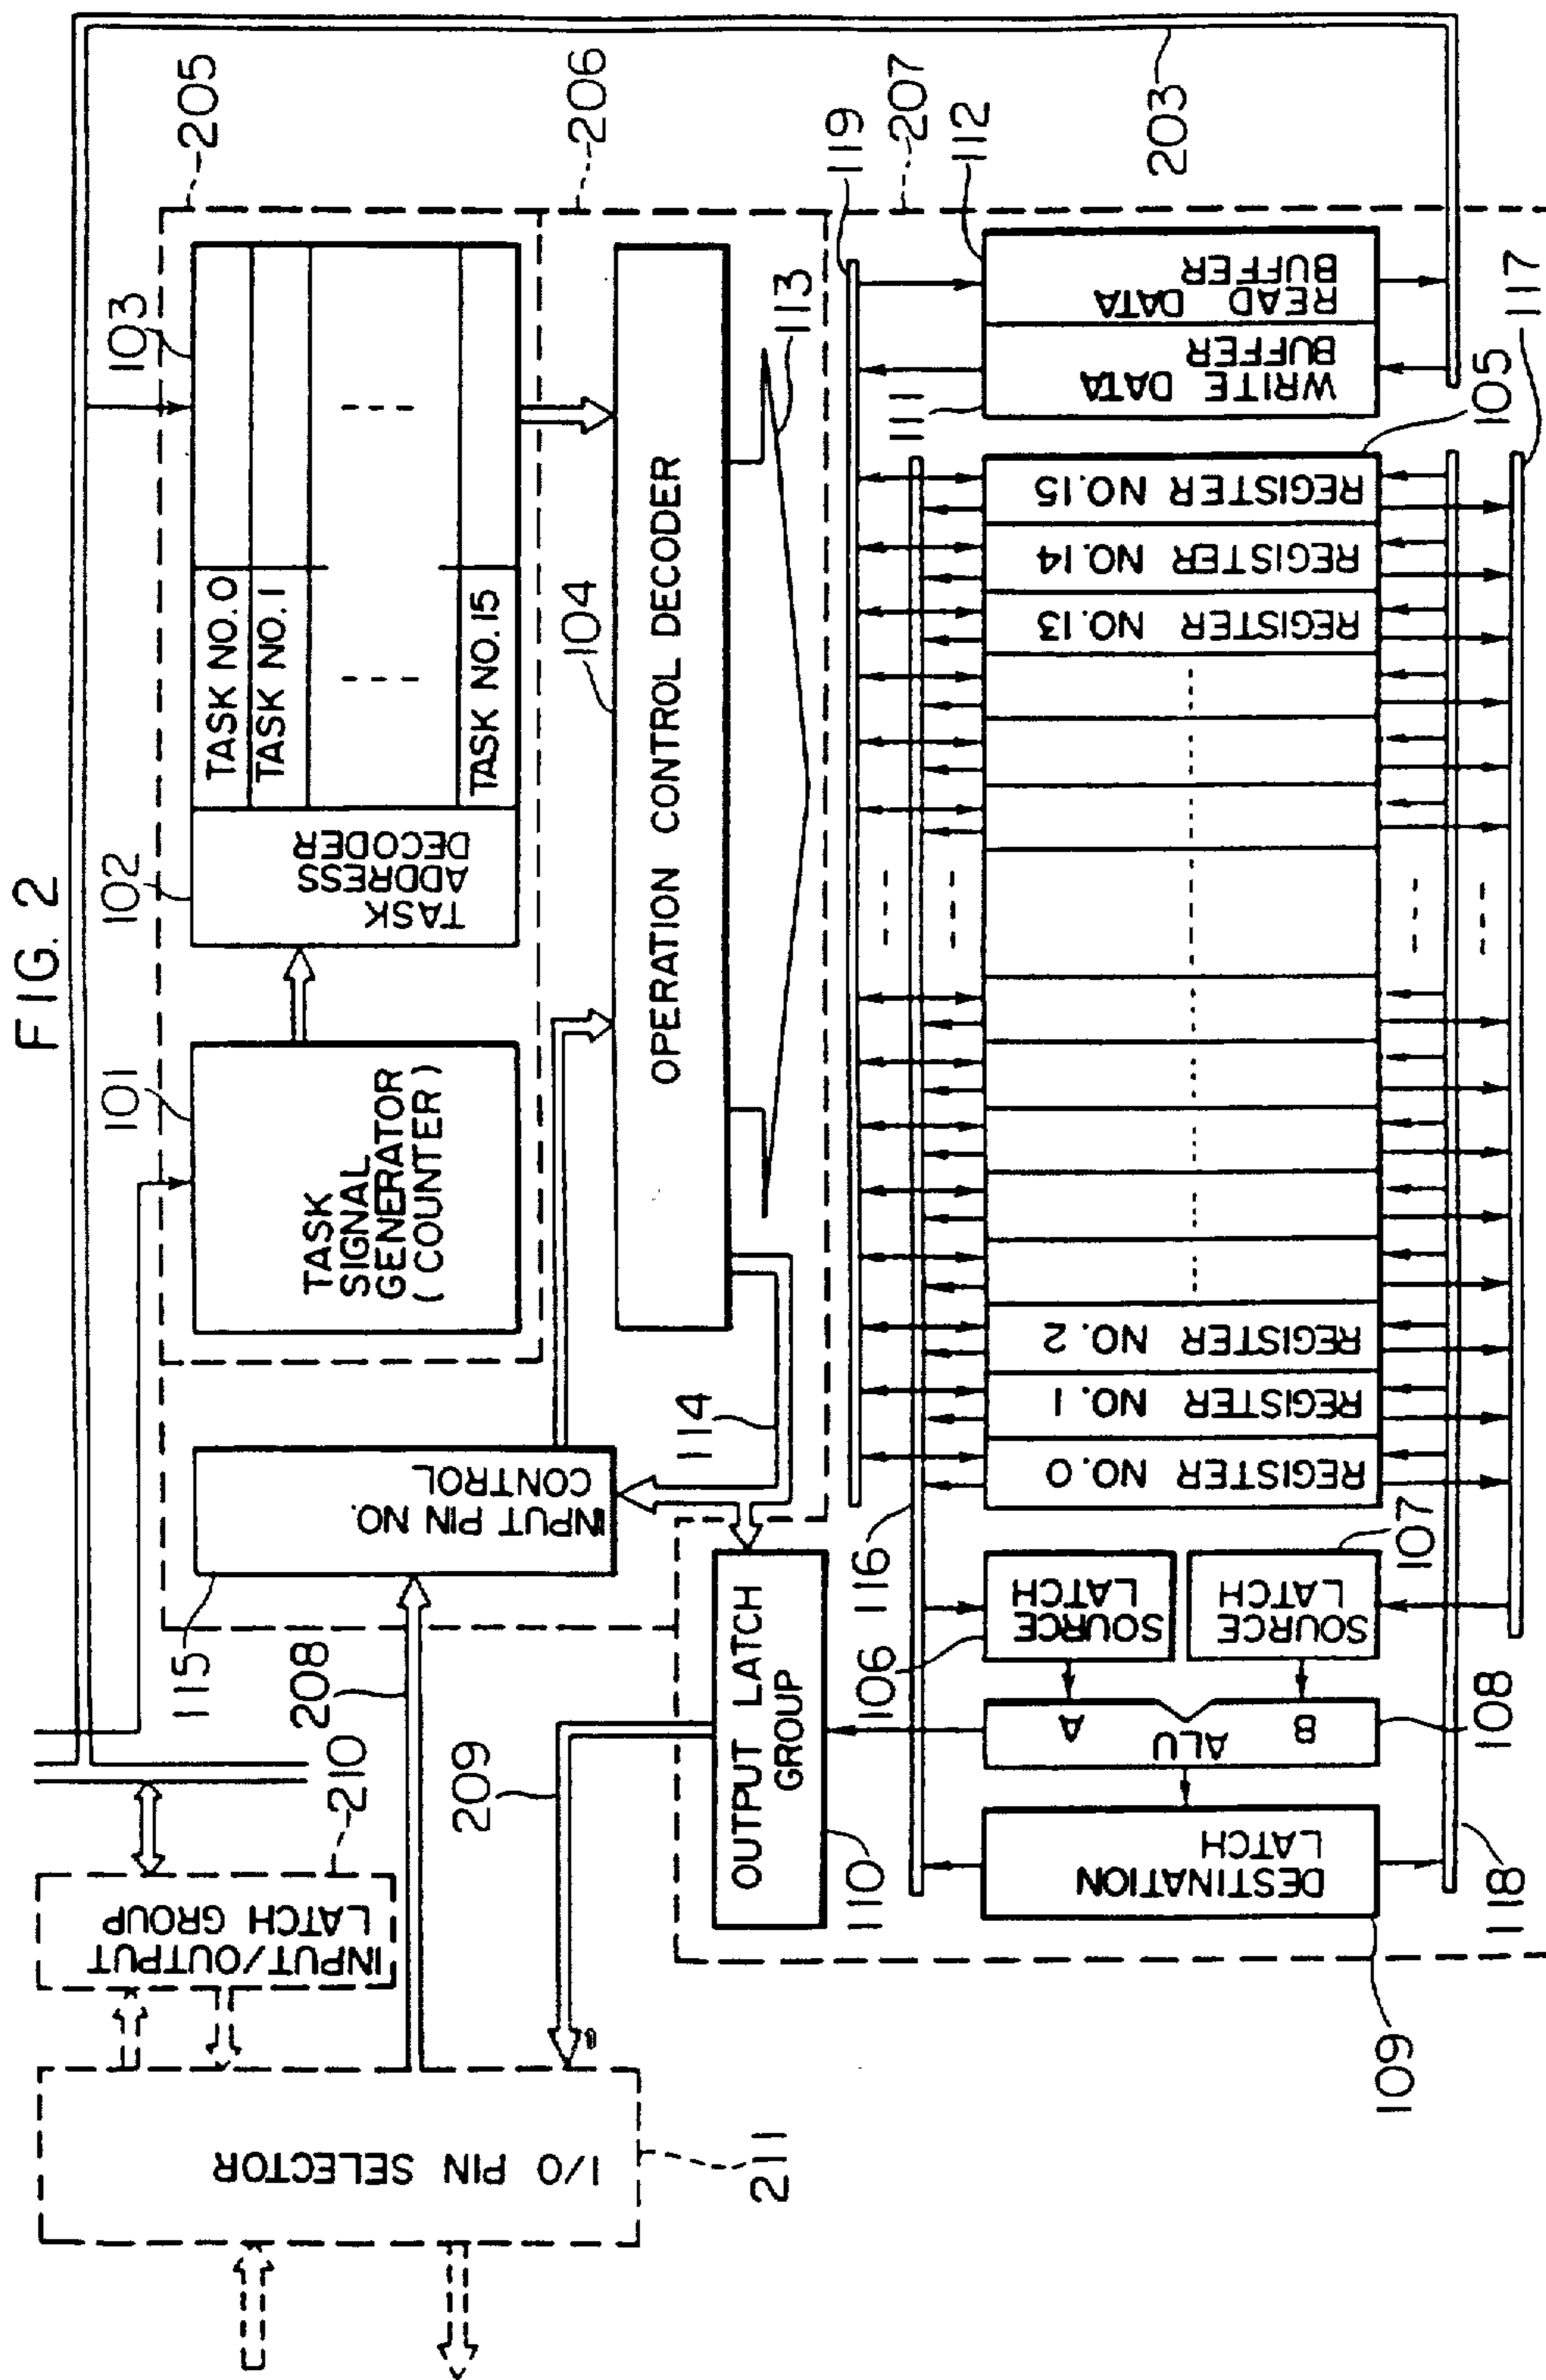 FIG. 2
203
205
206
207
101
TASK
SIGNAL
GENERATOR
( COUNTER )
102
TASK
ADDRESS
DECODER
103
TASK NO. 0
TASK NO. 1
TASK NO. 15
104
OPERATION CONTROL DECODER
113
114
115
INPUT PIN NO.
CONTROL
208
209
210
INPUT/OUTPUT
LATCH GROUP
I/O PIN SELECTOR
211
OUTPUT LATCH
GROUP
110
116
119
106
SOURCE
LATCH
107
SOURCE
LATCH
A
B
ALU
108
DESTINATION
LATCH
109
118
REGISTER NO. 0
REGISTER NO. 1
REGISTER NO. 2
REGISTER NO. 13
REGISTER NO. 14
REGISTER NO. 15
105
111
WRITE DATA
BUFFER
112
READ DATA
BUFFER
117